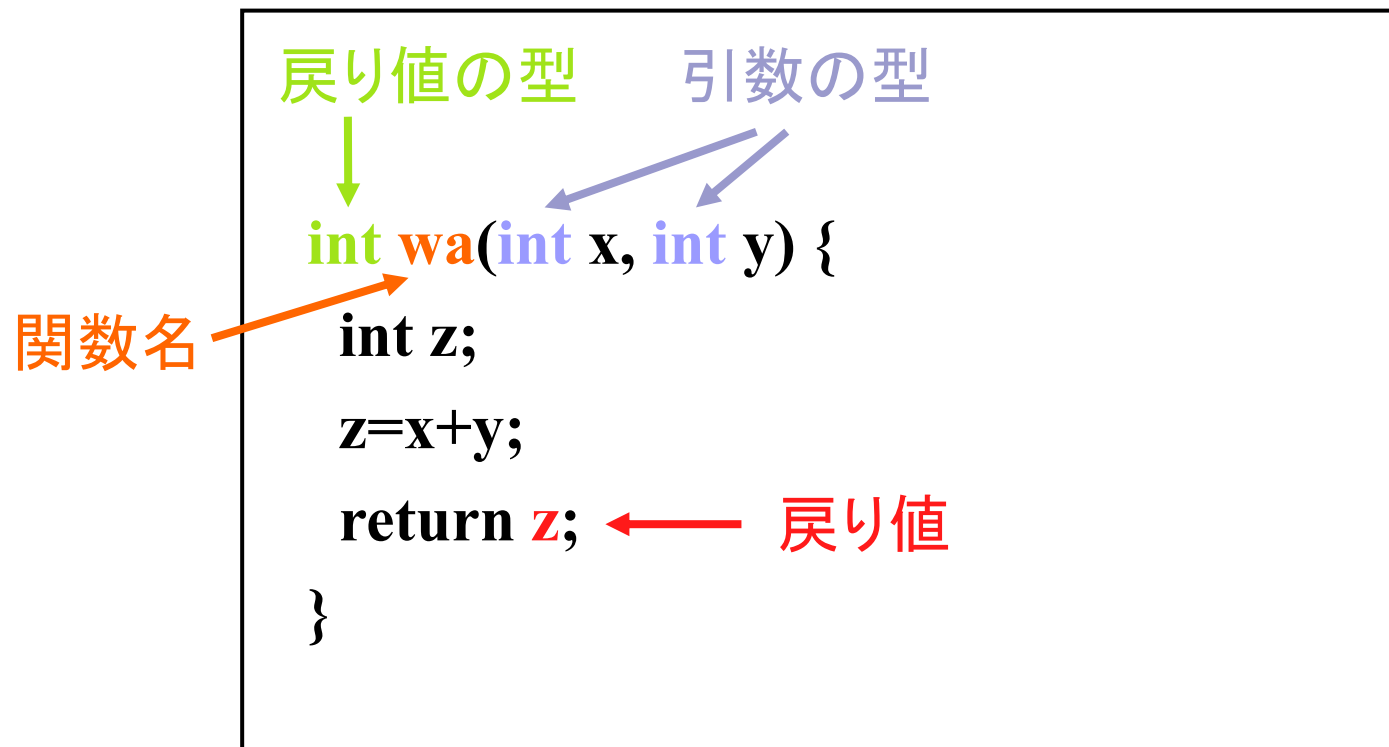 戻り値の型 引数の型
int wa(int x, int y) {
関数名
int z;
z=x+y;
return z; 戻り値
}